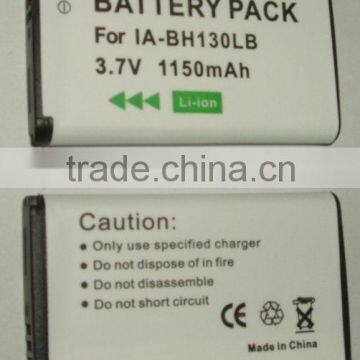 BATTERY PACK
For IA-BH130LB
3.7V 1150mAh
Li-ion
trade.china.cn
Caution:
Only use specified charger
Do not dispose of in fire
Do not disassemble
Do not short circuit
CE
Made in China